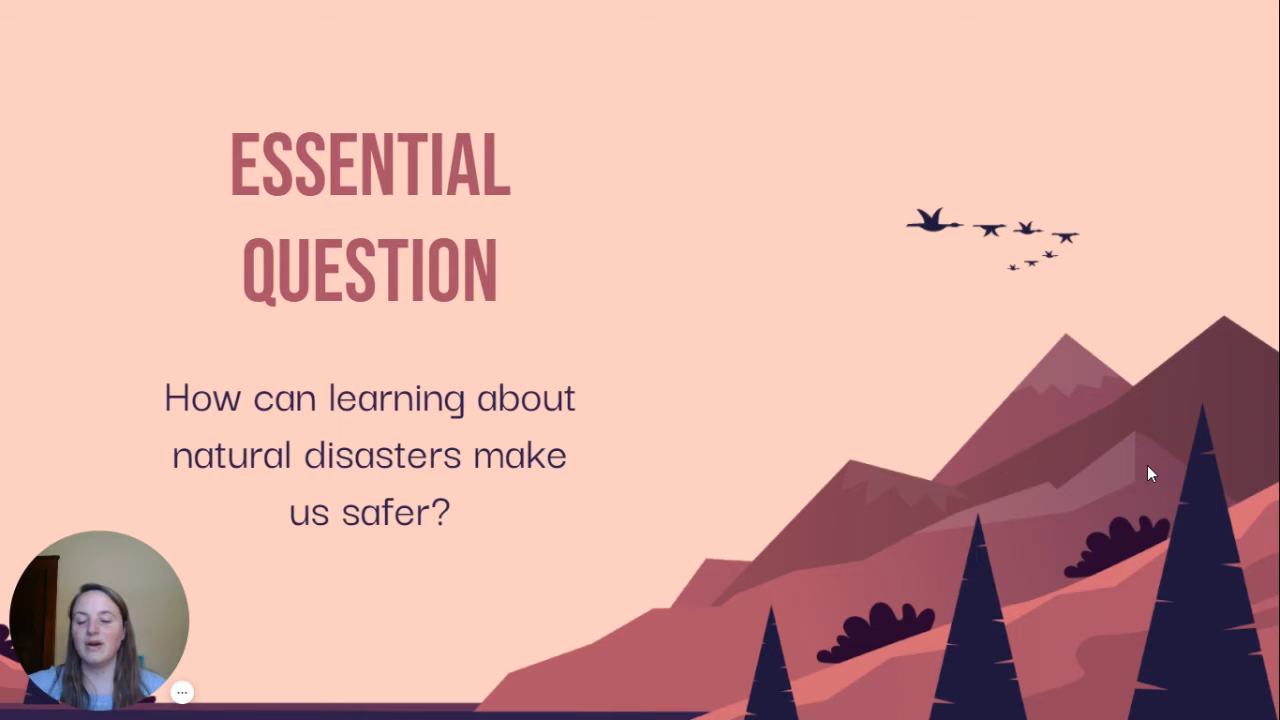 ESSENTIAL
QUESTION
How can learning about
natural disasters make
us safer?